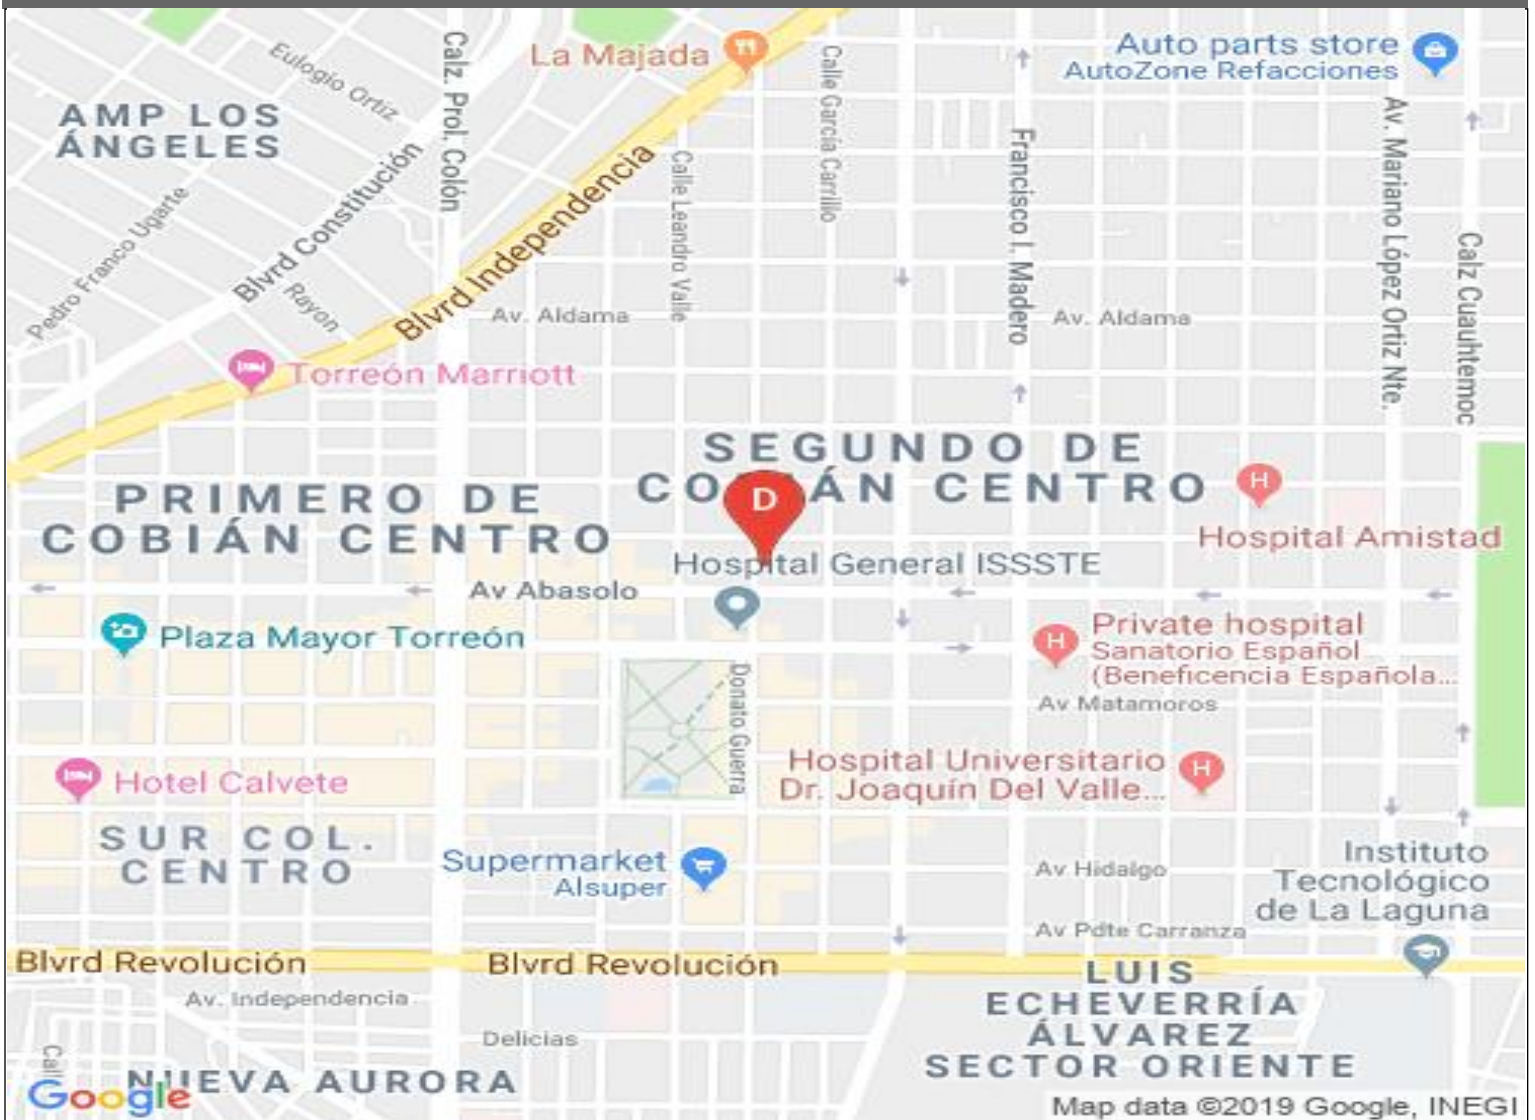 La Majada
Auto parts store
AutoZone Refacciones
Eulogio Ortiz
Calz. Prol. Colón
Calle García Carrillo
AMP LOS
ÁNGELES
Francisco I. Madero
Av. Mariano López Ortiz Nte.
Blvrd Constitución
Blvrd Independencia
Calle Leandro Valle
Pedro Franco Ugarte
Rayon
Calz Cuauhtemoc
Av. Aldama
Av. Aldama
Torreón Marriott
SEGUNDO DE
CO ÁN CENTRO
D
H
PRIMERO DE
COBIÁN CENTRO
Hospital Amistad
Hospital General ISSSTE
Av Abasolo
Plaza Mayor Torreón
H
Private hospital
Sanatorio Español
(Beneficencia Española...
Donato Guerra
Av Matamoros
Hospital Universitario
Dr. Joaquín Del Valle...
H
Hotel Calvete
SUR COL.
CENTRO
Supermarket
Alsuper
Av Hidalgo
Instituto
Tecnológico
de La Laguna
Av Pdte Carranza
Blvrd Revolución
Blvrd Revolución
LUIS
ECHEVERRÍA
ÁLVAREZ
SECTOR ORIENTE
Av. Independencia
Delicias
Cal
NUEVA AURORA
Google
Map data ©2019 Google, INEGI